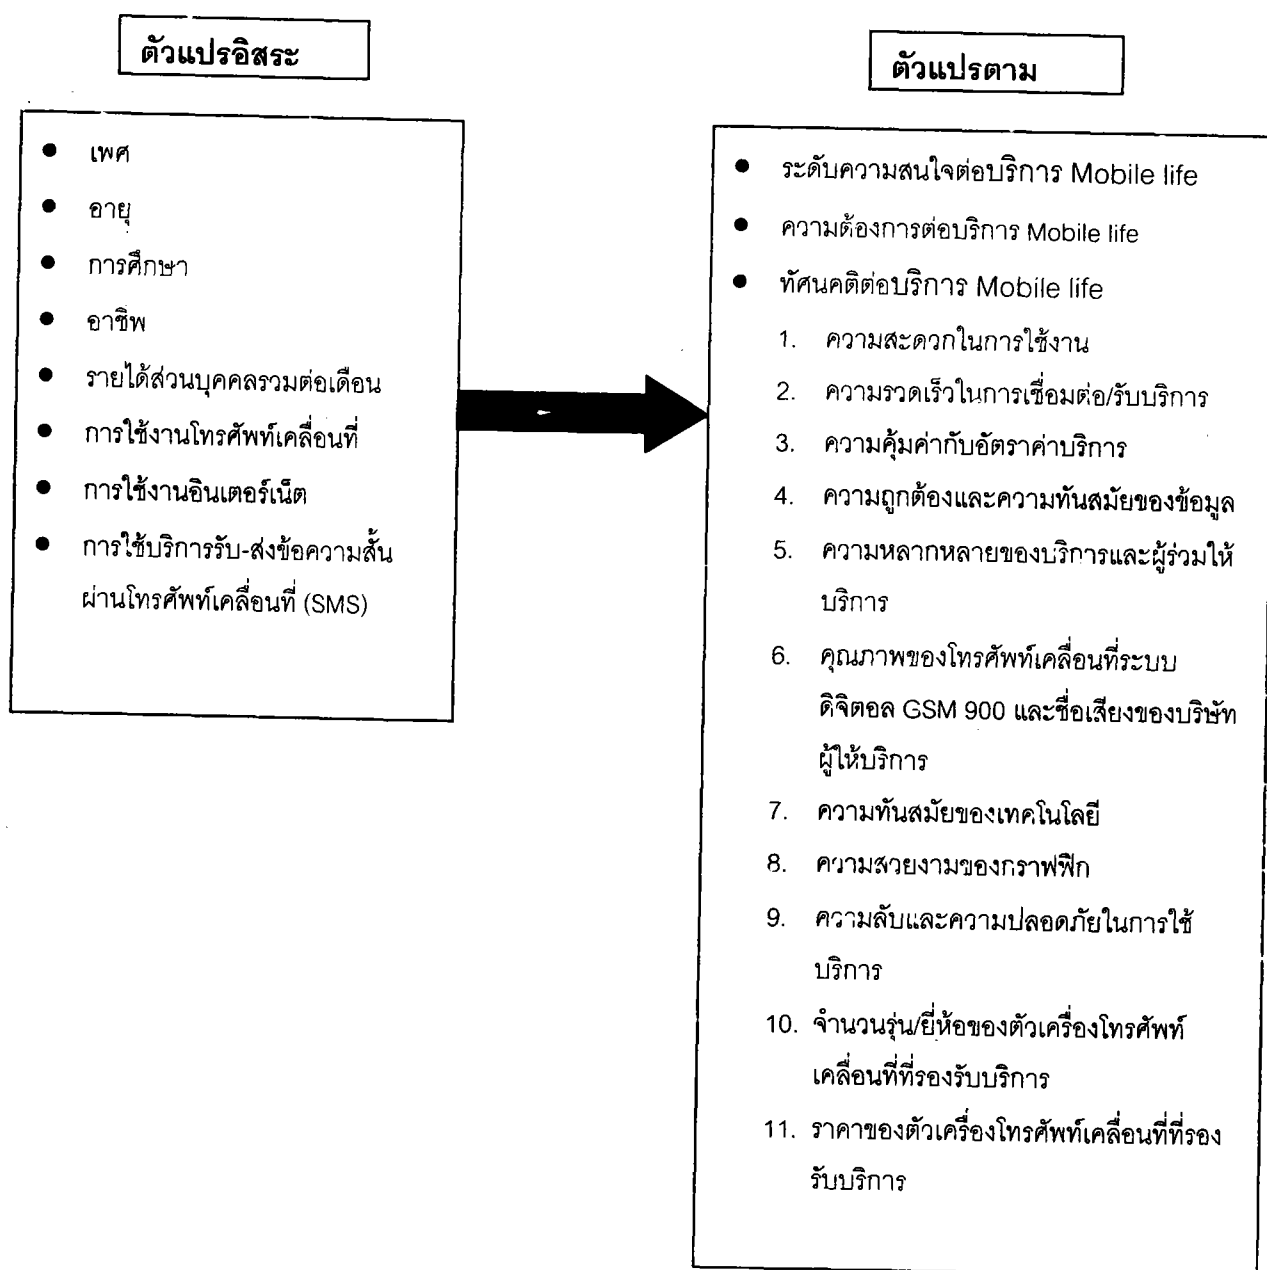 ตัวแปรอิสระ
● เพศ
● อายุ
● การศึกษา
● อาชีพ
● รายได้ส่วนบุคคลรวมต่อเดือน
● การใช้งานโทรศัพท์เคลื่อนที่
● การใช้งานอินเตอร์เน็ต
● การใช้บริการรับ-ส่งข้อความสั้น
ผ่านโทรศัพท์เคลื่อนที่ (SMS)
ตัวแปรตาม
● ระดับความสนใจต่อบริการ Mobile life
● ความต้องการต่อบริการ Mobile life
● ทัศนคติต่อบริการ Mobile life
1. ความสะดวกในการใช้งาน
2. ความรวดเร็วในการเชื่อมต่อ/รับบริการ
3. ความคุ้มค่ากับอัตราค่าบริการ
4. ความถูกต้องและความทันสมัยของข้อมูล
5. ความหลากหลายของบริการและผู้ร่วมให้
บริการ
6. คุณภาพของโทรศัพท์เคลื่อนที่ระบบ
ดิจิตอล GSM 900 และชื่อเสียงของบริษัท
ผู้ให้บริการ
7. ความทันสมัยของเทคโนโลยี
8. ความสวยงามของกราฟฟิก
9. ความลับและความปลอดภัยในการใช้
บริการ
10. จำนวนรุ่น/ยี่ห้อของตัวเครื่องโทรศัพท์
เคลื่อนที่ที่รองรับบริการ
11. ราคาของตัวเครื่องโทรศัพท์เคลื่อนที่ที่รอง
รับบริการ